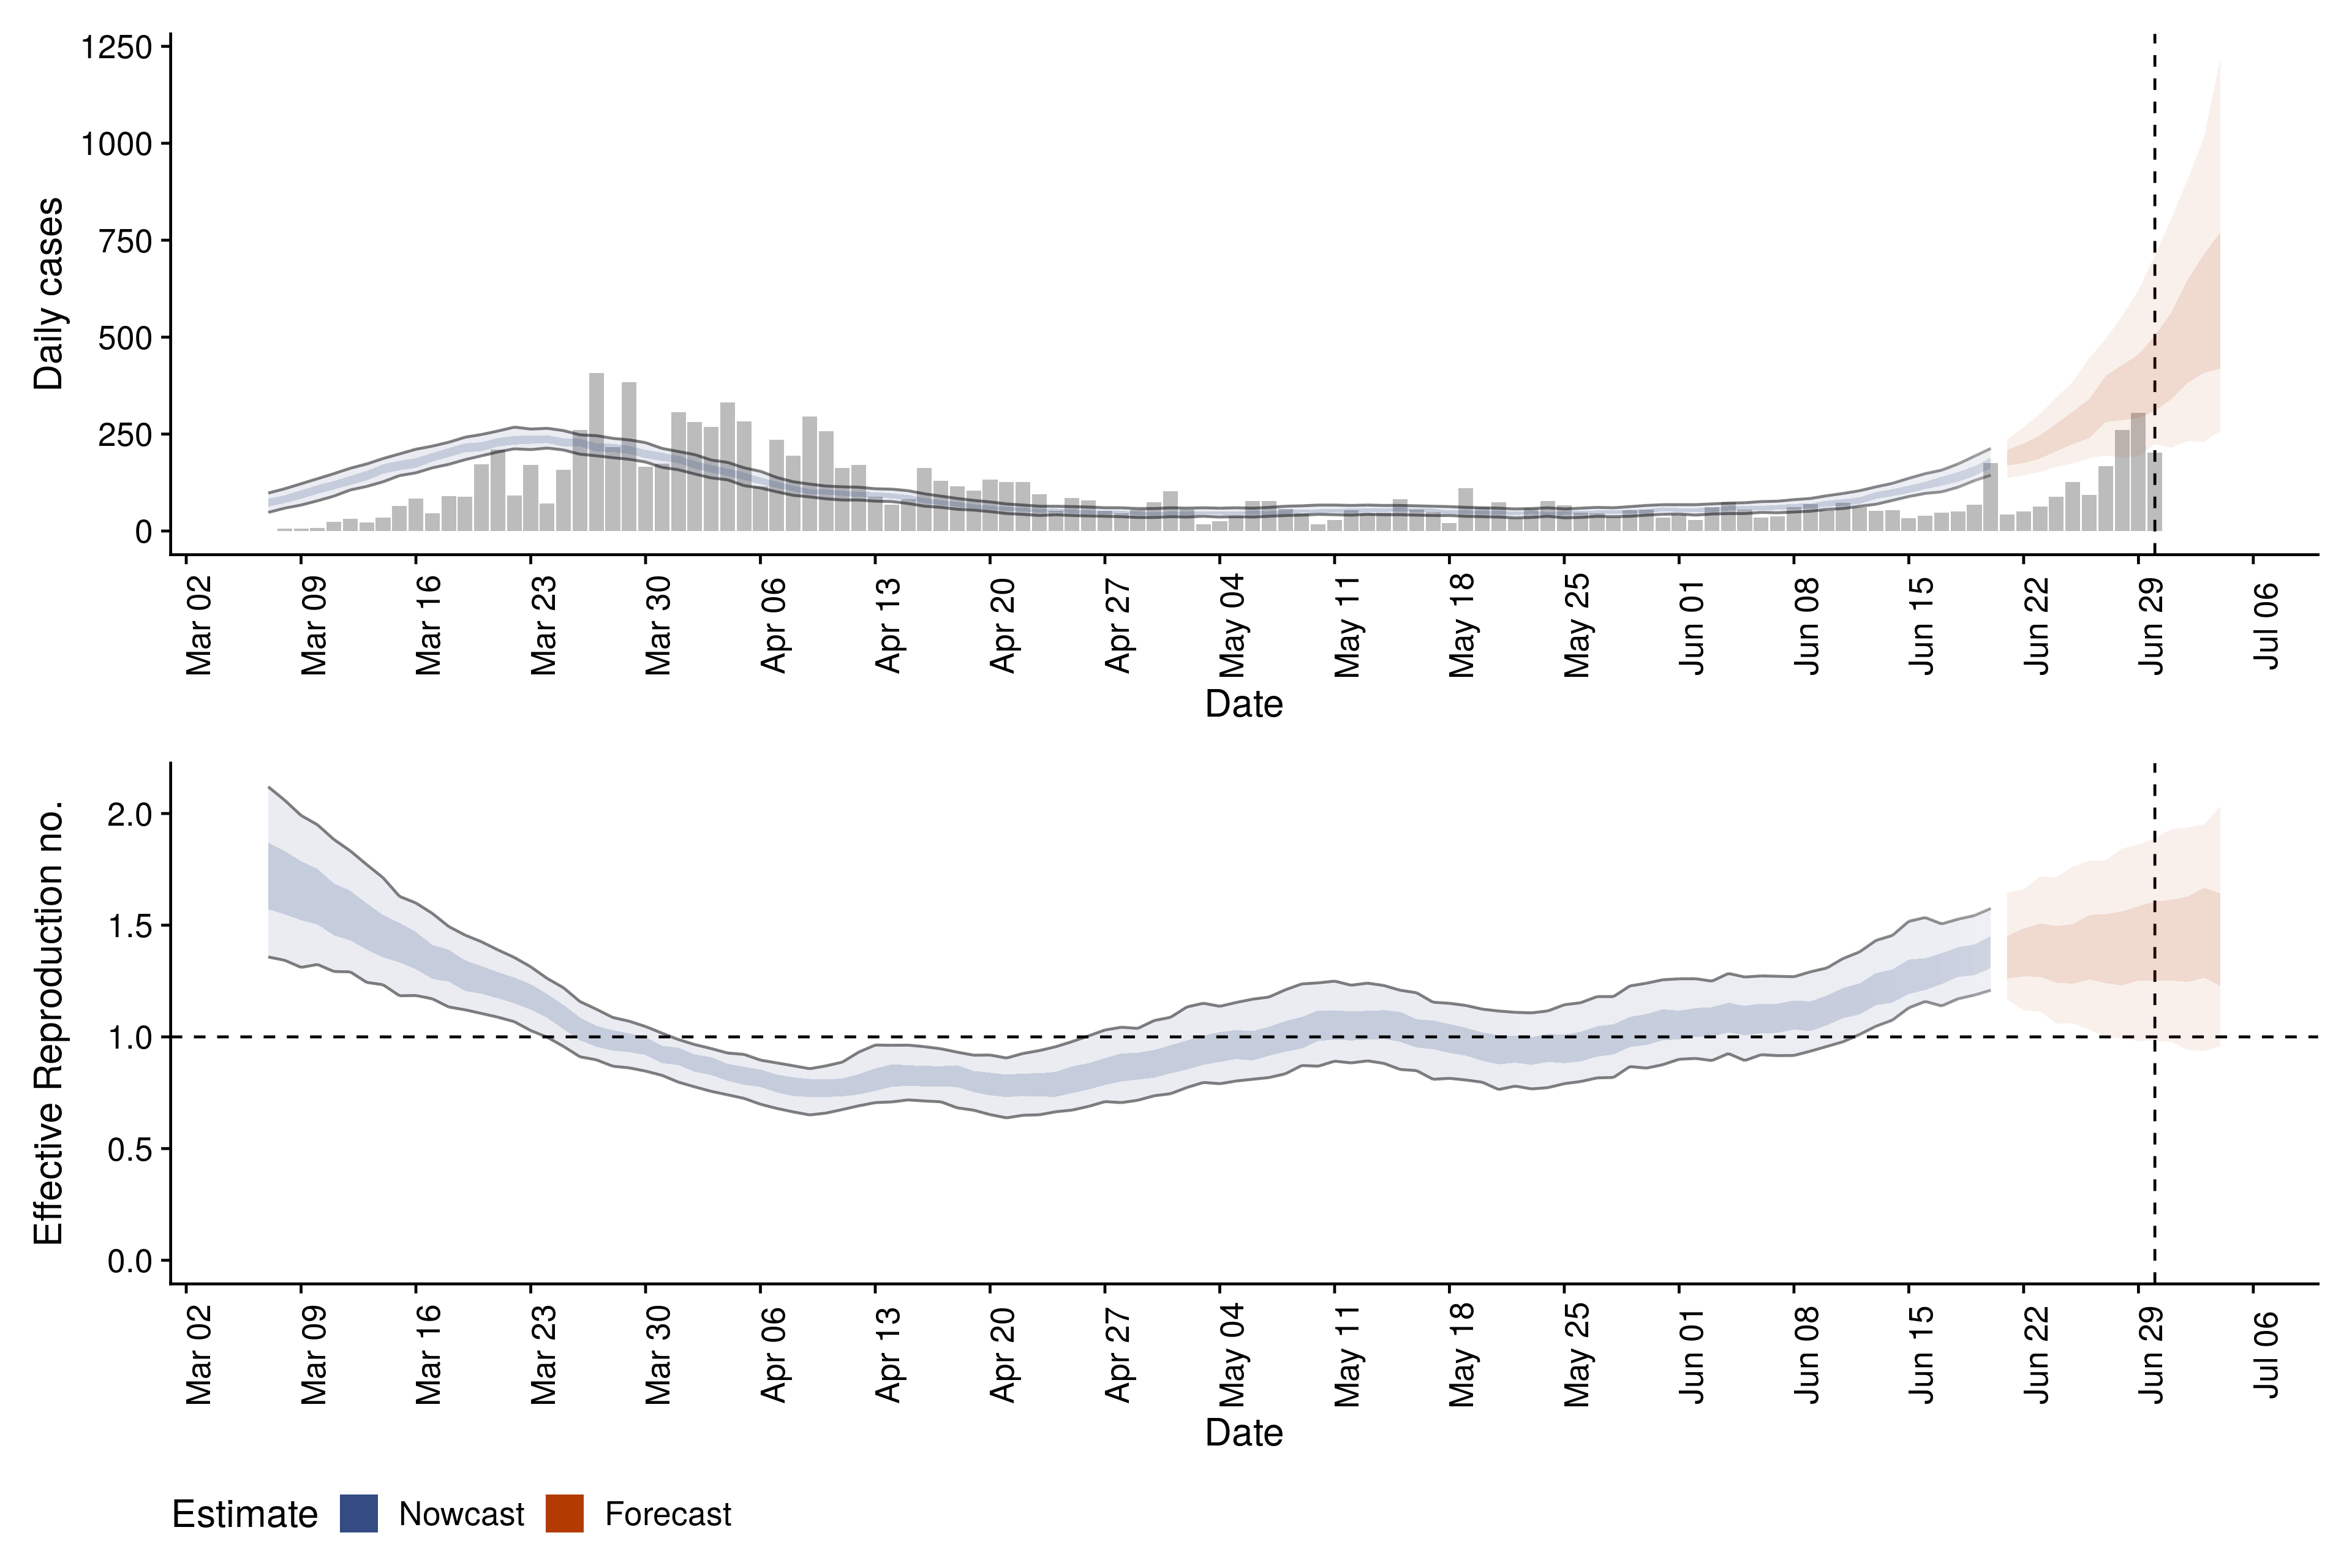 Daily cases
1250
1000
750
500
250
0
Mar 02
Mar 09
Mar 16
Mar 23
Mar 30
Apr 06
Apr 13
Apr 20
Apr 27
May 04
May 11
May 18
May 25
Jun 01
Jun 08
Jun 15
Jun 22
Jun 29
Jul 06
Date
Effective Reproduction no.
2.0
1.5
1.0
0.5
0.0
Mar 02
Mar 09
Mar 16
Mar 23
Mar 30
Apr 06
Apr 13
Apr 20
Apr 27
May 04
May 11
May 18
May 25
Jun 01
Jun 08
Jun 15
Jun 22
Jun 29
Jul 06
Date
Estimate Nowcast Forecast